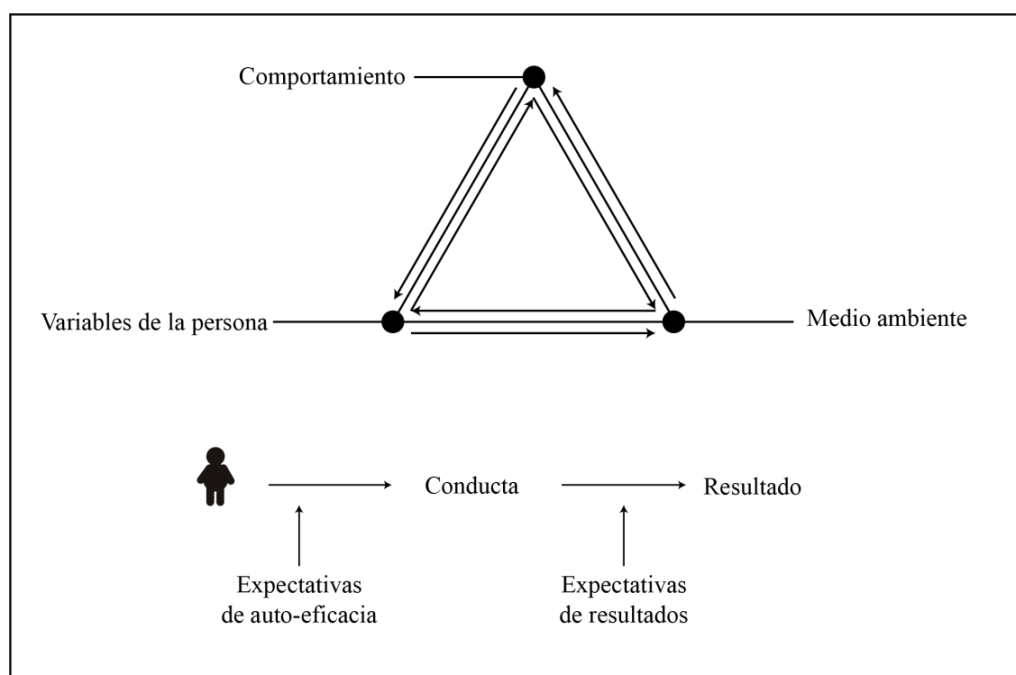 Comportamiento
Variables de la persona
Medio ambiente
Conducta
Resultado
Expectativas
de auto-eficacia
Expectativas
de resultados